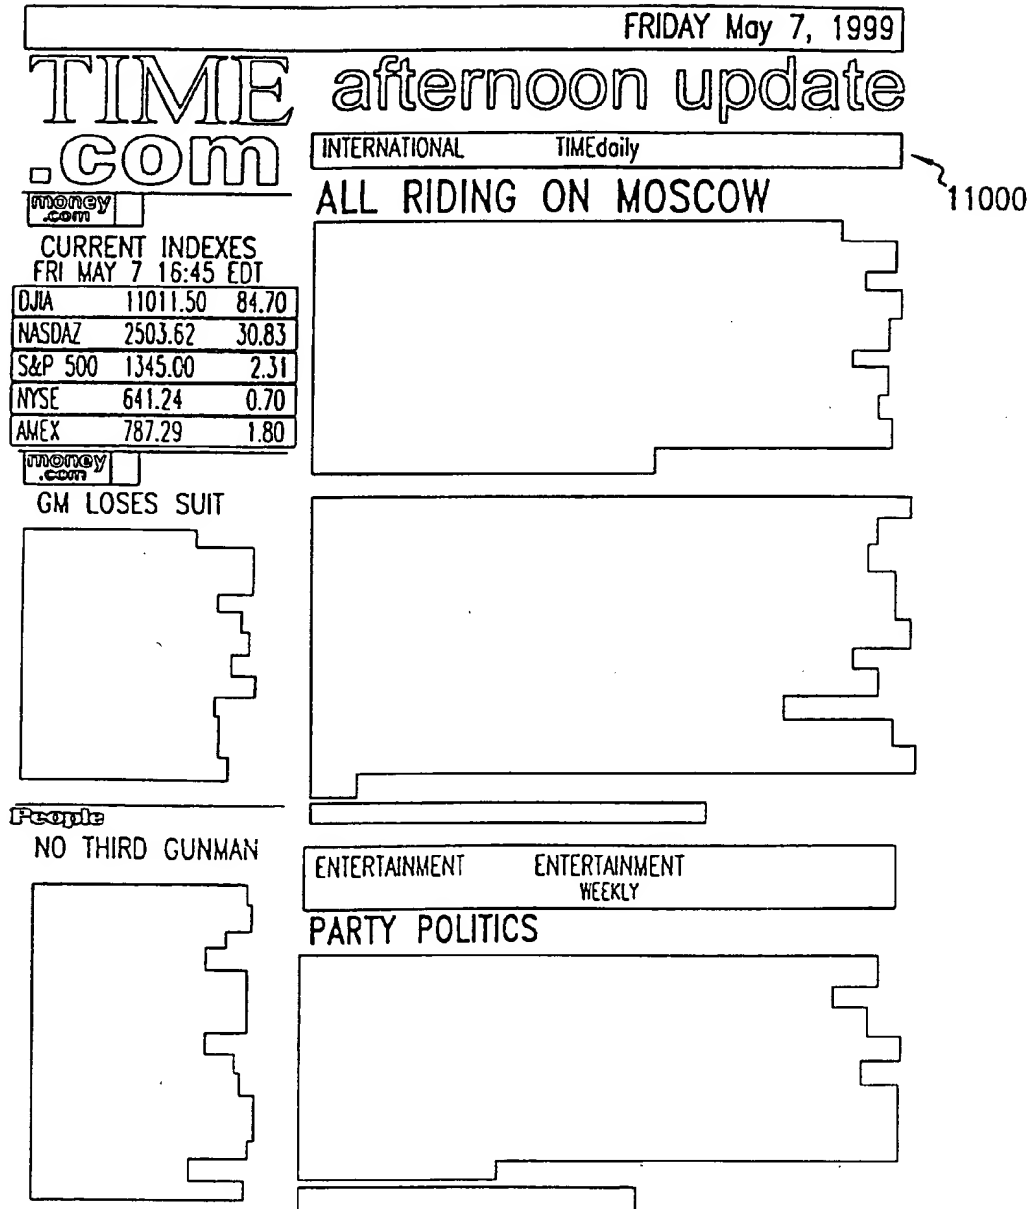 FRIDAY May 7, 1999
TIME
.com
afternoon update
INTERNATIONAL TIMEdaily
11000
ALL RIDING ON MOSCOW
money
.com
CURRENT INDEXES
FRI MAY 7 16:45 EDT
DJIA 11011.50 84.70
NASDAZ 2503.62 30.83
S&P 500 1345.00 2.31
NYSE 641.24 0.70
AMEX 787.29 1.80
money
.com
GM LOSES SUIT
People
NO THIRD GUNMAN
ENTERTAINMENT ENTERTAINMENT
WEEKLY
PARTY POLITICS